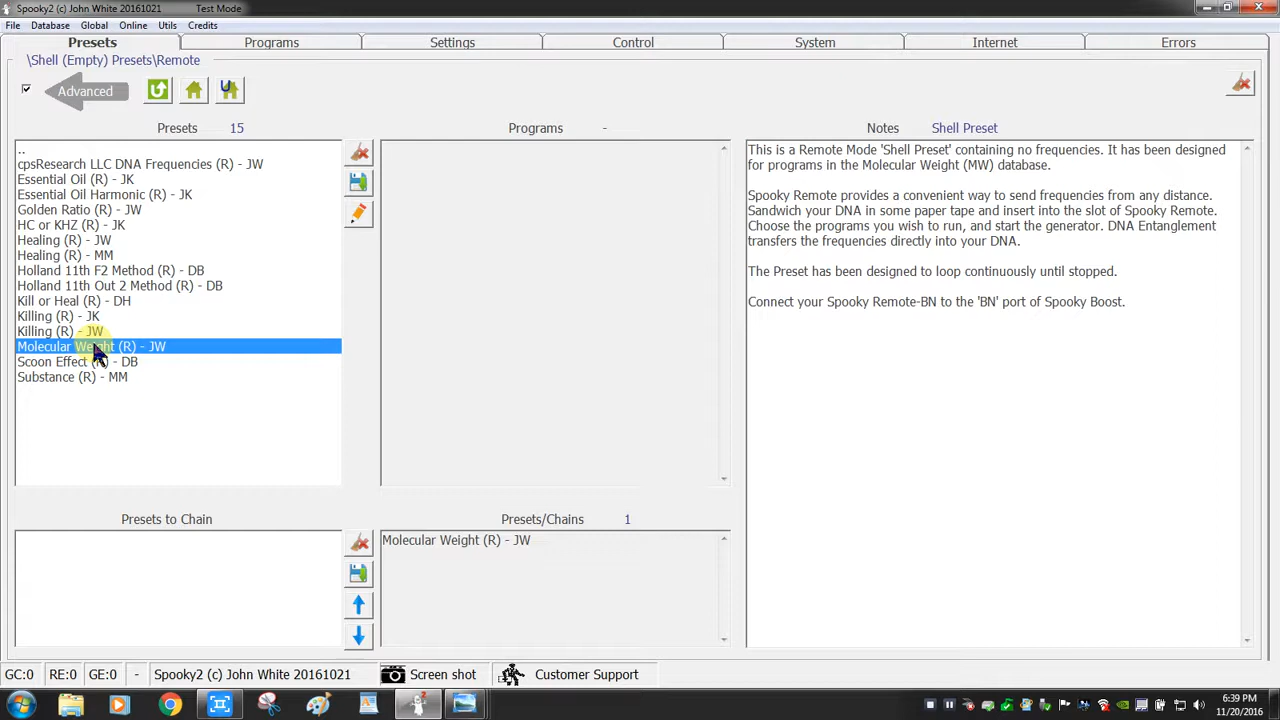 Spooky2 (c) John White 20161021 Test Mode
File Database Global Online Utils Credits
Presets Programs Settings Control System Internet Errors
\Shell (Empty) Presets\Remote
Advanced
Presets 15
..
cpsResearch LLC DNA Frequencies (R) - JW
Essential Oil (R) - JK
Essential Oil Harmonic (R) - JK
Golden Ratio (R) - JW
HC or KHZ (R) - JK
Healing (R) - JW
Healing (R) - MM
Holland 11th F2 Method (R) - DB
Holland 11th Out 2 Method (R) - DB
Kill or Heal (R) - DH
Killing (R) - JK
Killing (R) - JW
Molecular Weight (R) - JW
Scoon Effect (R) - DB
Substance (R) - MM
Programs -
Notes Shell Preset
This is a Remote Mode 'Shell Preset' containing no frequencies. It has been designed
for programs in the Molecular Weight (MW) database.
Spooky Remote provides a convenient way to send frequencies from any distance.
Sandwich your DNA in some paper tape and insert into the slot of Spooky Remote.
Choose the programs you wish to run, and start the generator. DNA Entanglement
transfers the frequencies directly into your DNA.
The Preset has been designed to loop continuously until stopped.
Connect your Spooky Remote-BN to the 'BN' port of Spooky Boost.
Presets to Chain
Presets/Chains 1
Molecular Weight (R) - JW
GC:0 RE:0 GE:0 - Spooky2 (c) John White 20161021 Screen shot Customer Support
6:39 PM
11/20/2016